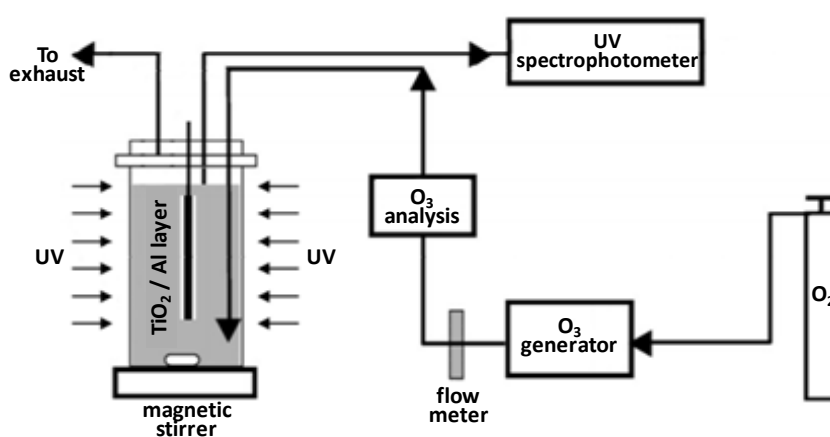 To
exhaust
UV
spectrophotometer
O₃
analysis
UV
TiO₂ / Al layer
UV
O₂
O₃
generator
flow
meter
magnetic
stirrer